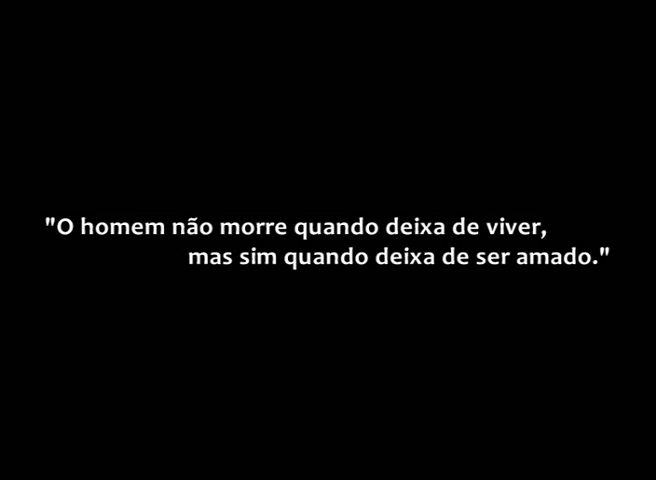 "O homem não morre quando deixa de viver,
mas sim quando deixa de ser amado."